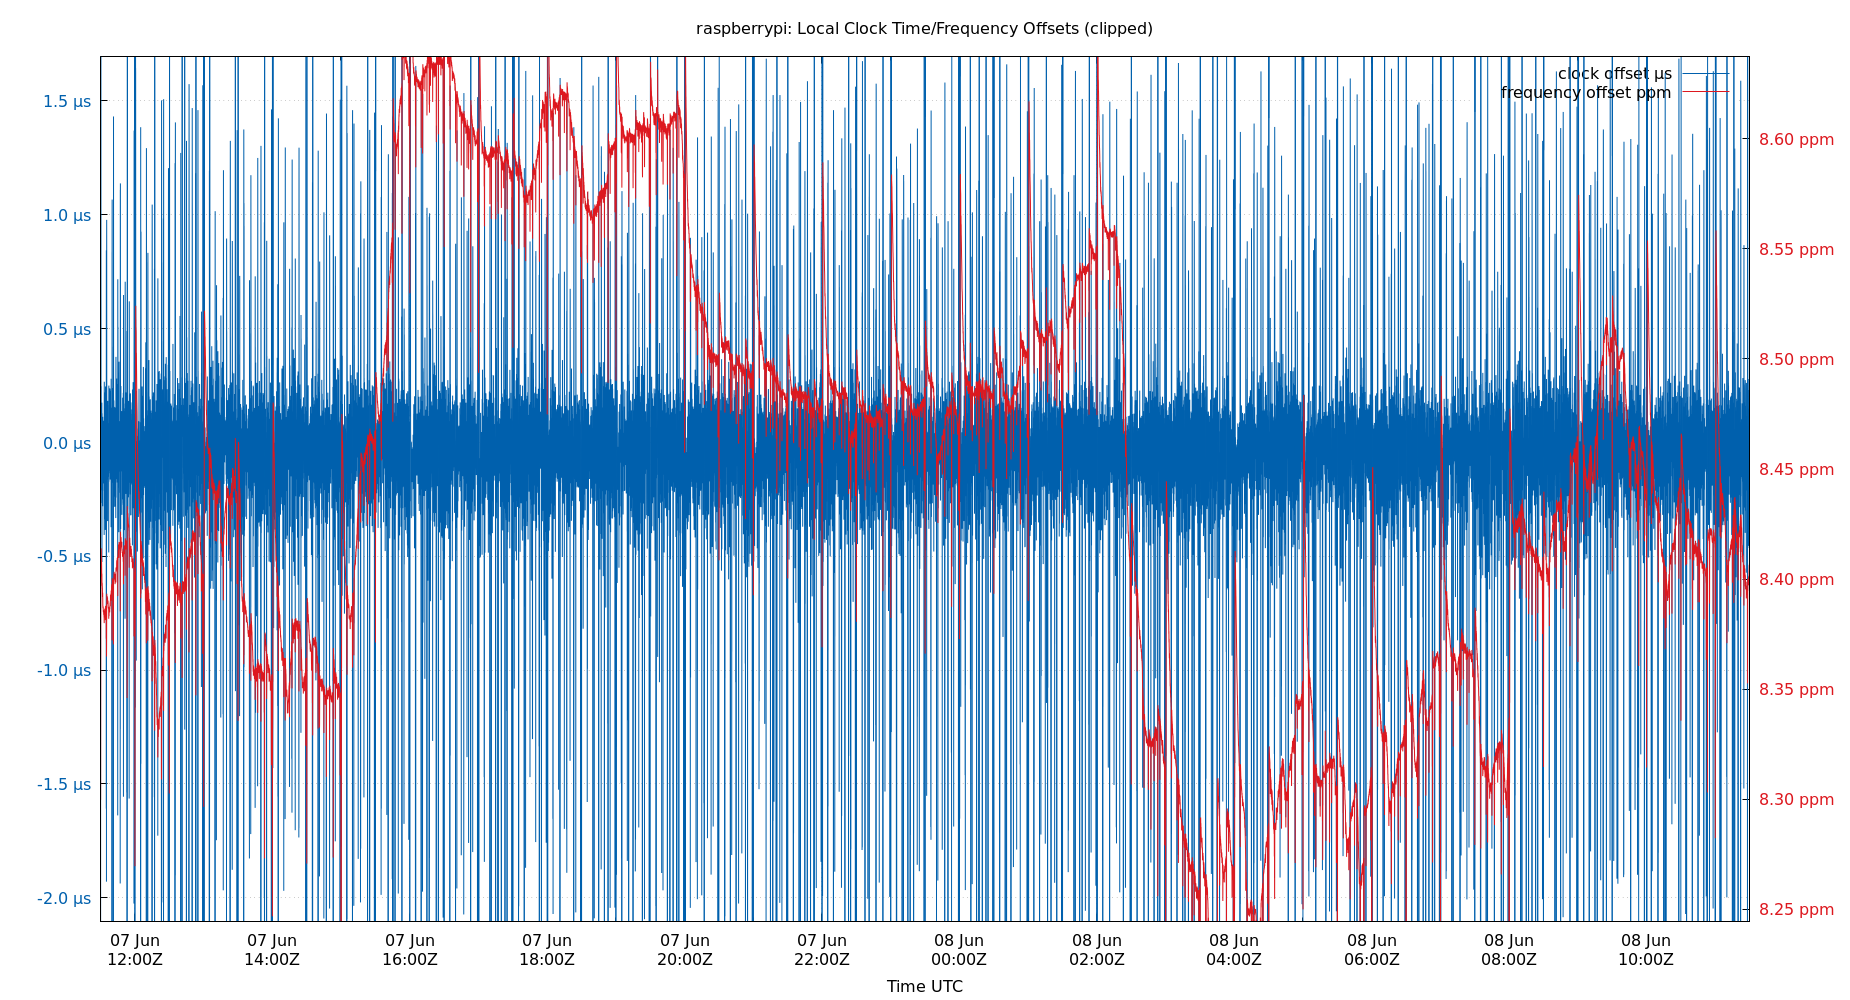 raspberrypi: Local Clock Time/Frequency Offsets (clipped)
clock offset µs
frequency offset ppm
1.5 µs
1.0 µs
0.5 µs
0.0 µs
-0.5 µs
-1.0 µs
-1.5 µs
-2.0 µs
8.60 ppm
8.55 ppm
8.50 ppm
8.45 ppm
8.40 ppm
8.35 ppm
8.30 ppm
8.25 ppm
07 Jun 07 Jun 07 Jun 07 Jun 07 Jun 07 Jun 08 Jun 08 Jun 08 Jun 08 Jun 08 Jun 08 Jun
12:00Z 14:00Z 16:00Z 18:00Z 20:00Z 22:00Z 00:00Z 02:00Z 04:00Z 06:00Z 08:00Z 10:00Z
Time UTC